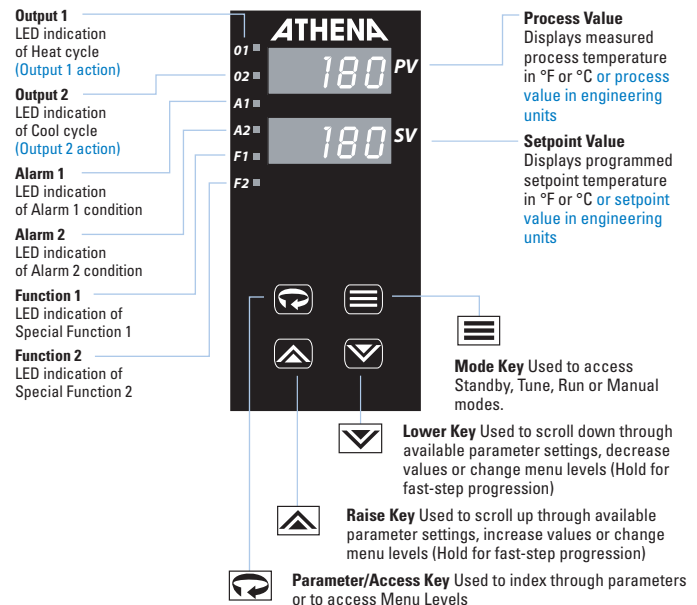 Output 1
LED indication
of Heat cycle
(Output 1 action)
Output 2
LED indication
of Cool cycle
(Output 2 action)
Alarm 1
LED indication
of Alarm 1 condition
Alarm 2
LED indication
of Alarm 2 condition
Function 1
LED indication of
Special Function 1
Function 2
LED indication of
Special Function 2
ATHENA
01
180 PV
02
A1
A2
180 SV
F1
F2
Process Value
Displays measured
process temperature
in °F or °C or process
value in engineering
units
Setpoint Value
Displays programmed
setpoint temperature
in °F or °C or setpoint
value in engineering
units
Mode Key Used to access
Standby, Tune, Run or Manual
modes.
Lower Key Used to scroll down through
available parameter settings, decrease
values or change menu levels (Hold for
fast-step progression)
Raise Key Used to scroll up through available
parameter settings, increase values or change
menu levels (Hold for fast-step progression)
Parameter/Access Key Used to index through parameters
or to access Menu Levels